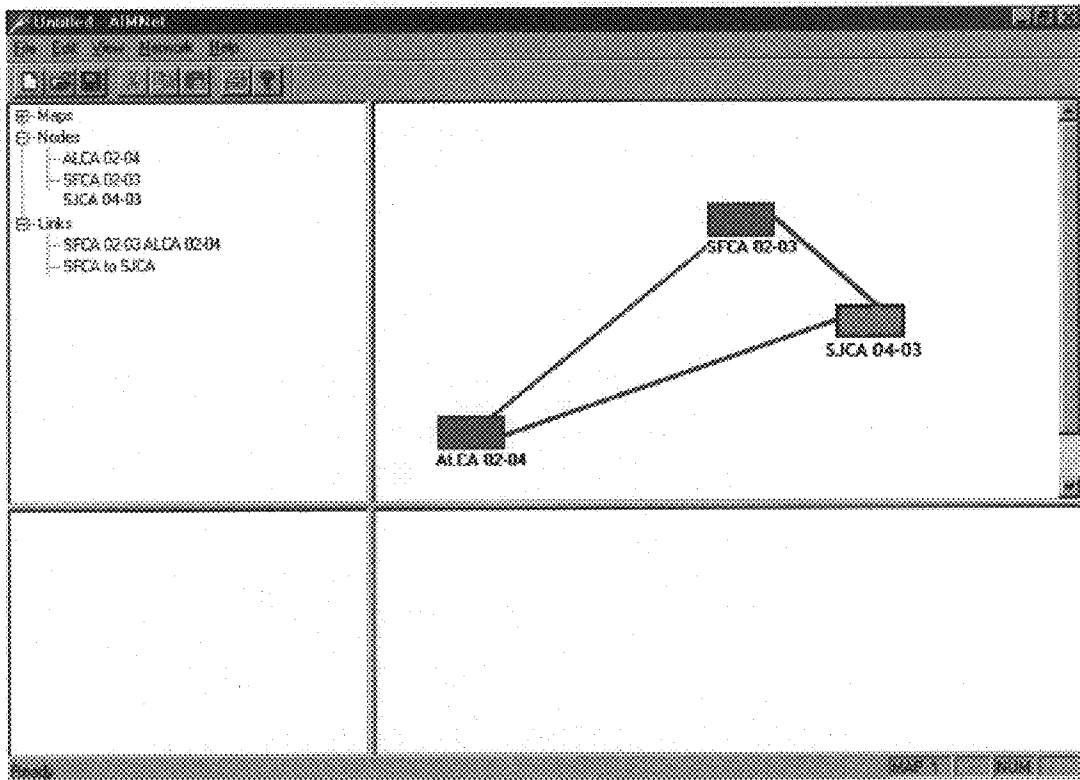 Untitled - AIMNet
File Edit View Network Help
Maps
Nodes
ALCA 02-04
SFCA 02-03
SJCA 04-03
Links
SFCA 02-03 ALCA 02-04
SFCA to SJCA
SFCA 02-03
SJCA 04-03
ALCA 02-04
Ready
NUM